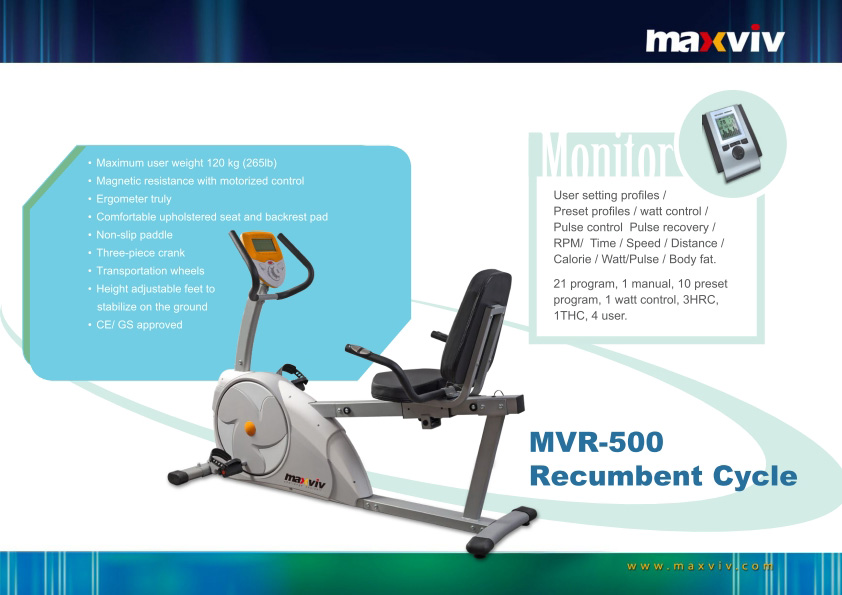 maxviv
• Maximum user weight 120 kg (265lb)
• Magnetic resistance with motorized control
• Ergometer truly
• Comfortable upholstered seat and backrest pad
• Non-slip paddle
• Three-piece crank
• Transportation wheels
• Height adjustable feet to
stabilize on the ground
• CE/ GS approved
Monitor
User setting profiles /
Preset profiles / watt control /
Pulse control Pulse recovery /
RPM/ Time / Speed / Distance /
Calorie / Watt/Pulse / Body fat.
21 program, 1 manual, 10 preset
program, 1 watt control, 3HRC,
1THC, 4 user.
maxviv
MVR-500
Recumbent Cycle
www.maxviv.com